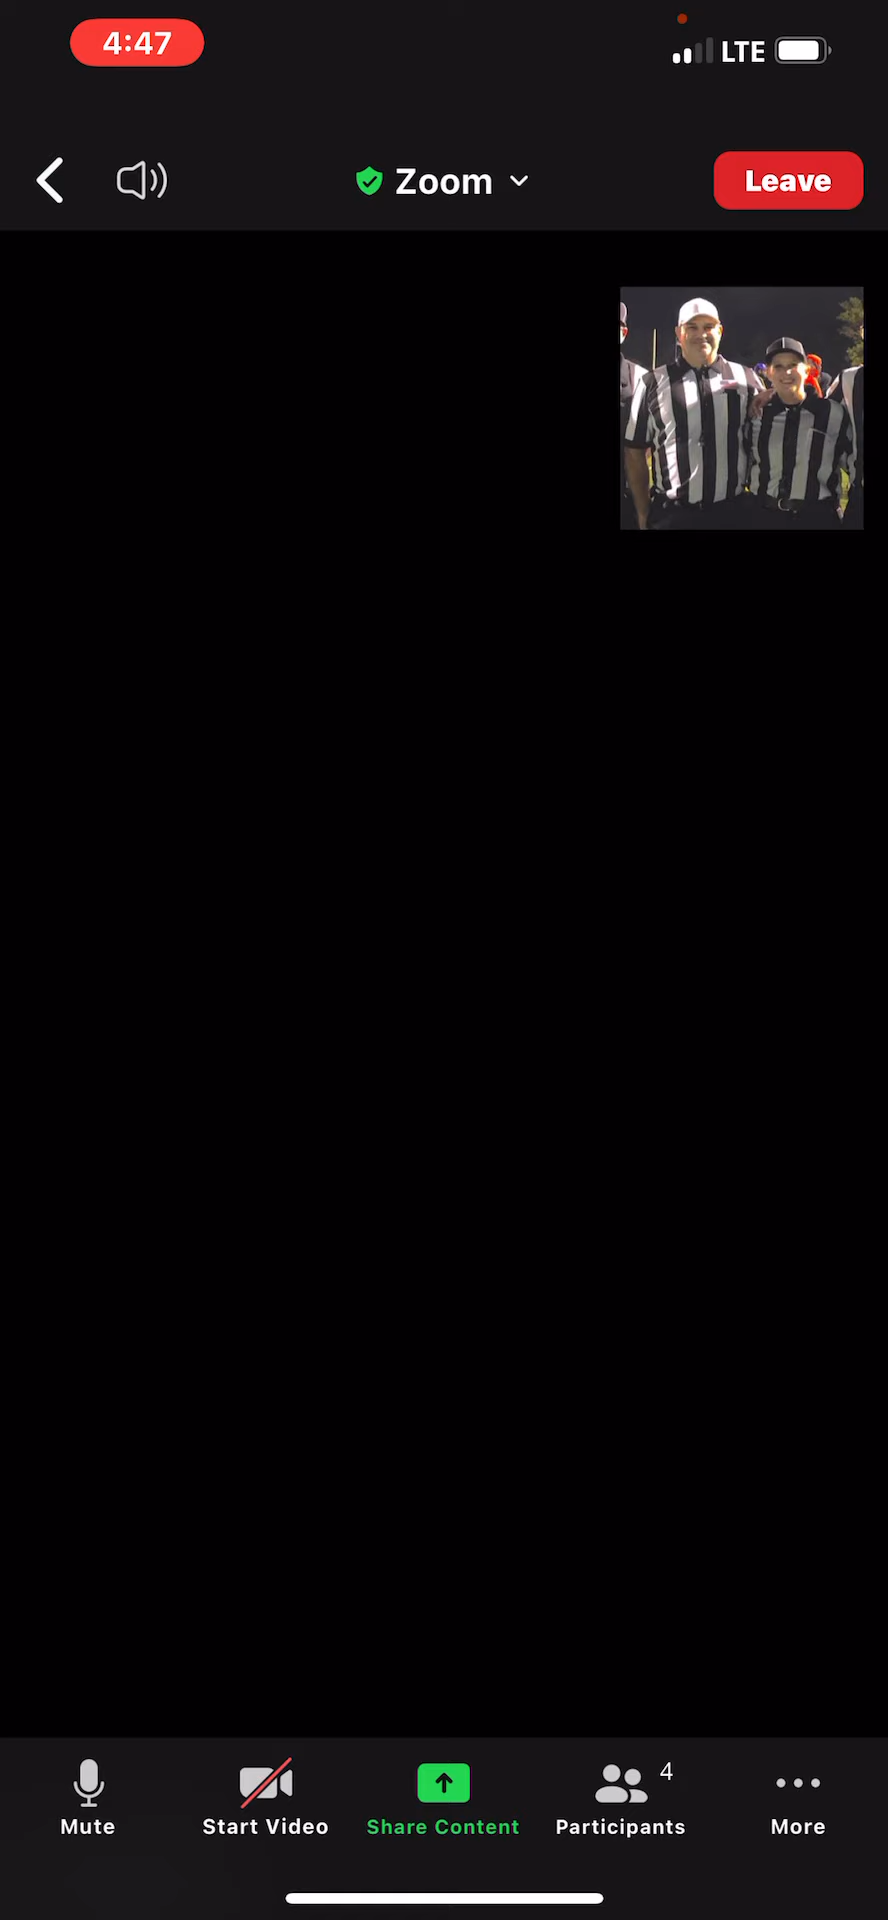 4:47
LTE
Zoom
Leave
4
Mute
Start Video
Share Content
Participants
More